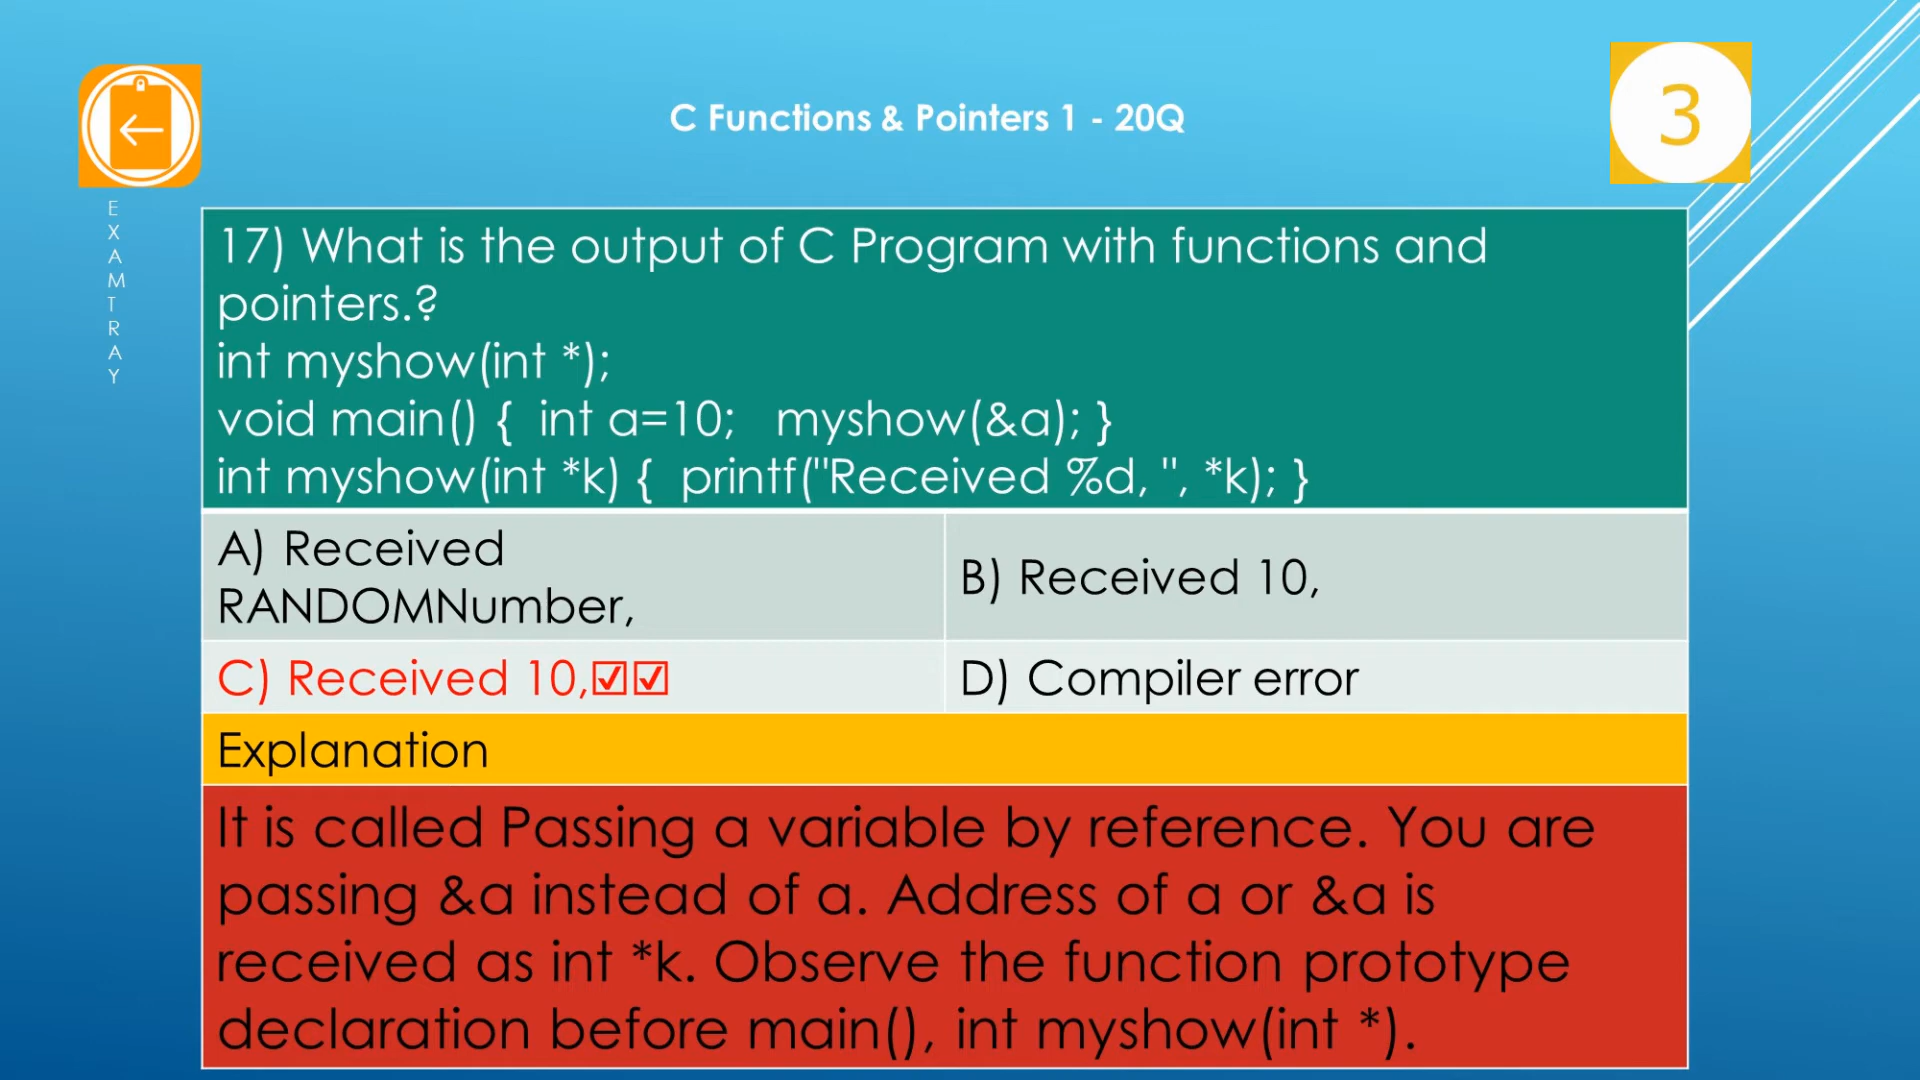 C Functions & Pointers 1 - 20Q
3
E
X
A
M
T
R
A
Y
17) What is the output of C Program with functions and
pointers.?
int myshow(int *);
void main() {  int a=10;   myshow(&a); }
int myshow(int *k) {  printf("Received %d, ", *k); }
A) Received
RANDOMNumber,
B) Received 10,
C) Received 10,☑☑
D) Compiler error
Explanation
It is called Passing a variable by reference. You are
passing &a instead of a. Address of a or &a is
received as int *k. Observe the function prototype
declaration before main(), int myshow(int *).